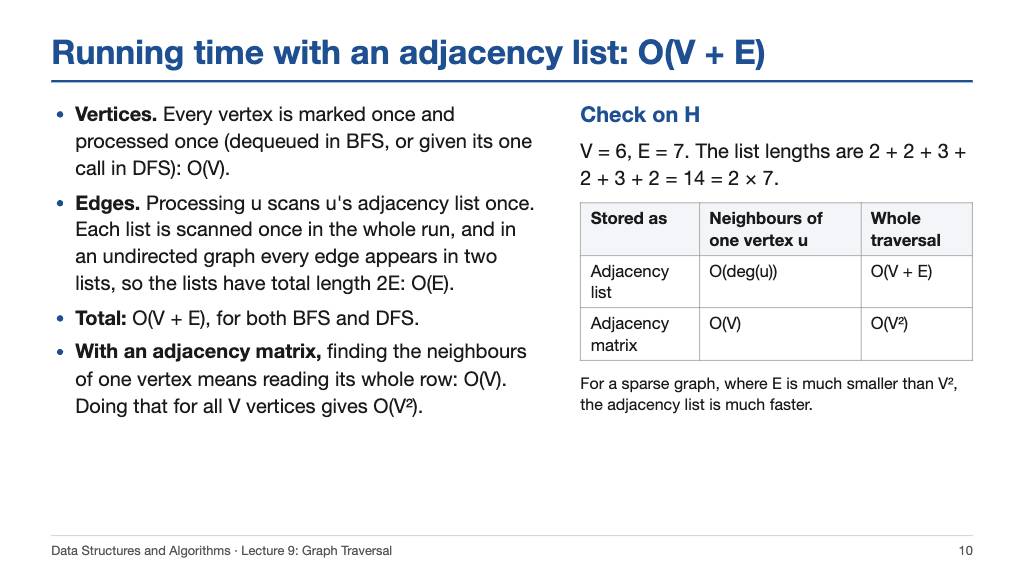 Running time with an adjacency list: O(V + E)
• Vertices. Every vertex is marked once and
processed once (dequeued in BFS, or given its one
call in DFS): O(V).
• Edges. Processing u scans u's adjacency list once.
Each list is scanned once in the whole run, and in
an undirected graph every edge appears in two
lists, so the lists have total length 2E: O(E).
• Total: O(V + E), for both BFS and DFS.
• With an adjacency matrix, finding the neighbours
of one vertex means reading its whole row: O(V).
Doing that for all V vertices gives O(V²).
Check on H
V = 6, E = 7. The list lengths are 2 + 2 + 3 +
2 + 3 + 2 = 14 = 2 × 7.
Stored as Neighbours of Whole
one vertex u traversal
Adjacency O(deg(u)) O(V + E)
list
Adjacency O(V) O(V²)
matrix
For a sparse graph, where E is much smaller than V²,
the adjacency list is much faster.
Data Structures and Algorithms · Lecture 9: Graph Traversal 10